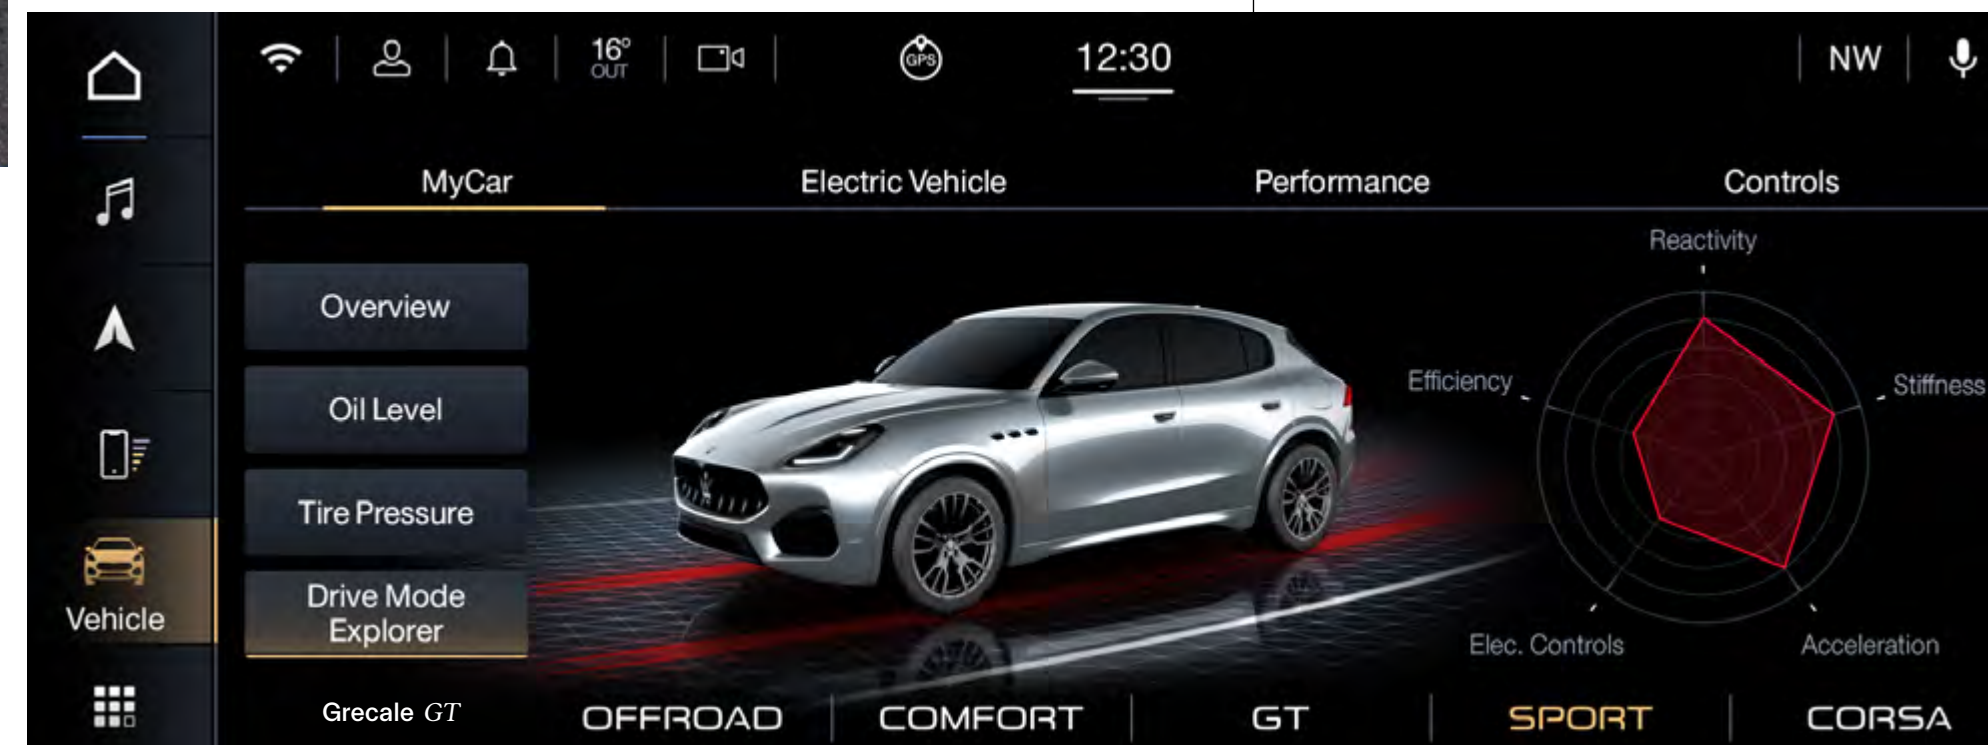 16°
OUT
GPS
12:30
NW
MyCar
Electric Vehicle
Performance
Controls
Reactivity
Overview
Efficiency
Stiffness
Oil Level
Tire Pressure
Drive Mode
Explorer
Vehicle
Elec. Controls
Acceleration
Grecale GT
OFFROAD
COMFORT
GT
SPORT
CORSA